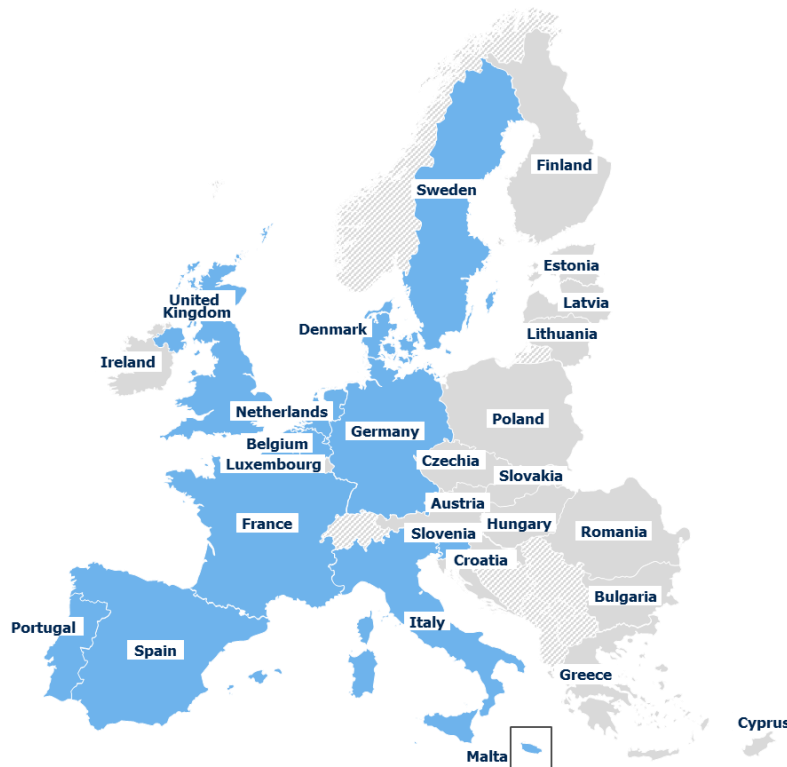 Finland
Sweden
Estonia
United
Kingdom
Latvia
Denmark
Lithuania
Ireland
Netherlands
Poland
Germany
Belgium
Czechia
Luxembourg
Slovakia
Austria
France
Hungary
Slovenia
Romania
Croatia
Bulgaria
Portugal
Italy
Spain
Greece
Cyprus
Malta